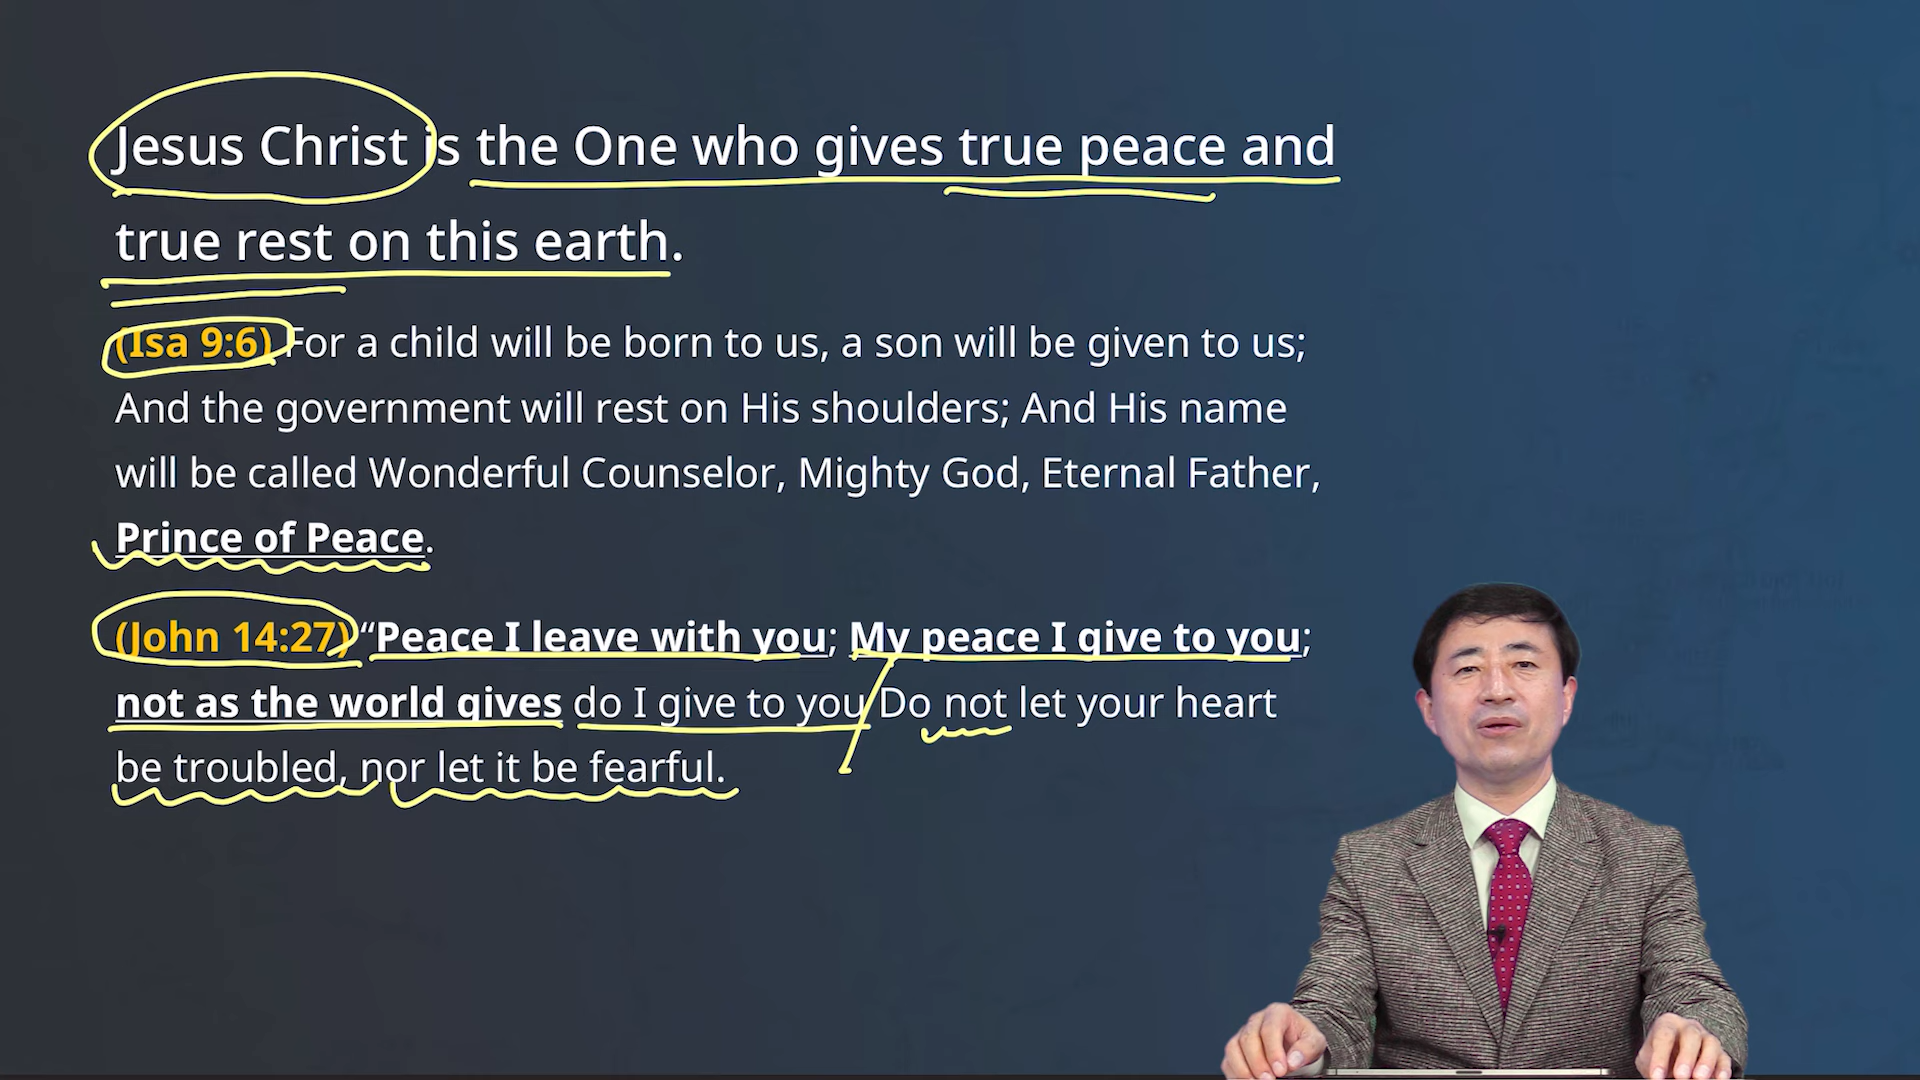 Jesus Christ is the One who gives true peace and
true rest on this earth.
(Isa 9:6) For a child will be born to us, a son will be given to us;
And the government will rest on His shoulders; And His name
will be called Wonderful Counselor, Mighty God, Eternal Father,
Prince of Peace.
(John 14:27) “Peace I leave with you; My peace I give to you;
not as the world gives do I give to you Do not let your heart
be troubled, nor let it be fearful.